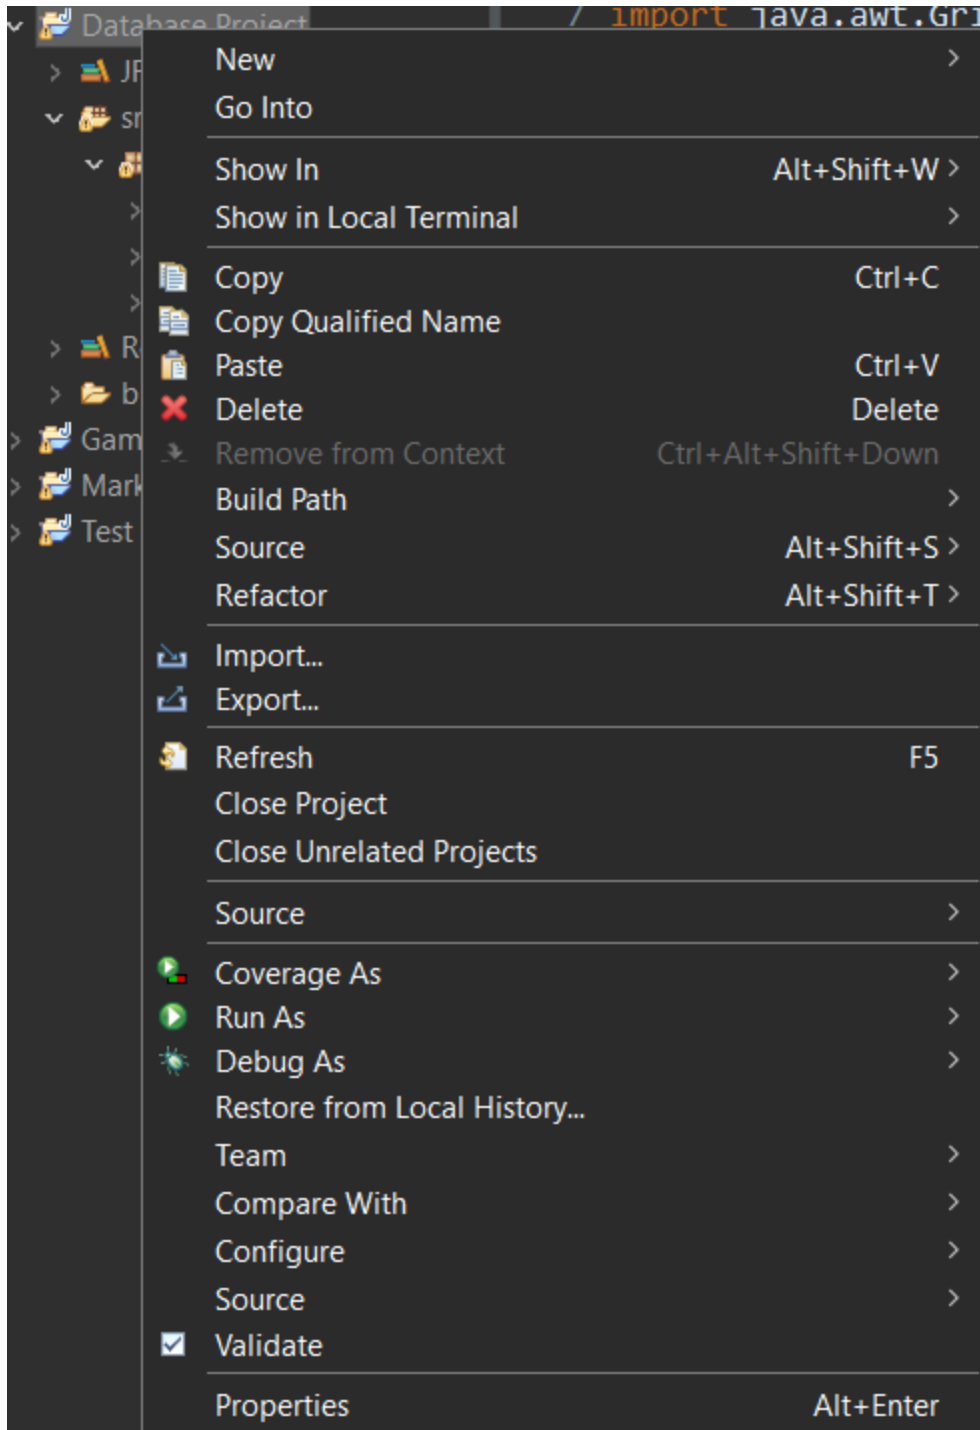 Database Project
7 import java.awt.Gri
New
Go Into
Show In Alt+Shift+W
Show in Local Terminal
Copy Ctrl+C
Copy Qualified Name
Paste Ctrl+V
Delete Delete
Remove from Context Ctrl+Alt+Shift+Down
Build Path
Source Alt+Shift+S
Refactor Alt+Shift+T
Import...
Export...
Refresh F5
Close Project
Close Unrelated Projects
Source
Coverage As
Run As
Debug As
Restore from Local History...
Team
Compare With
Configure
Source
Validate
Properties Alt+Enter
Gam
Mark
Test